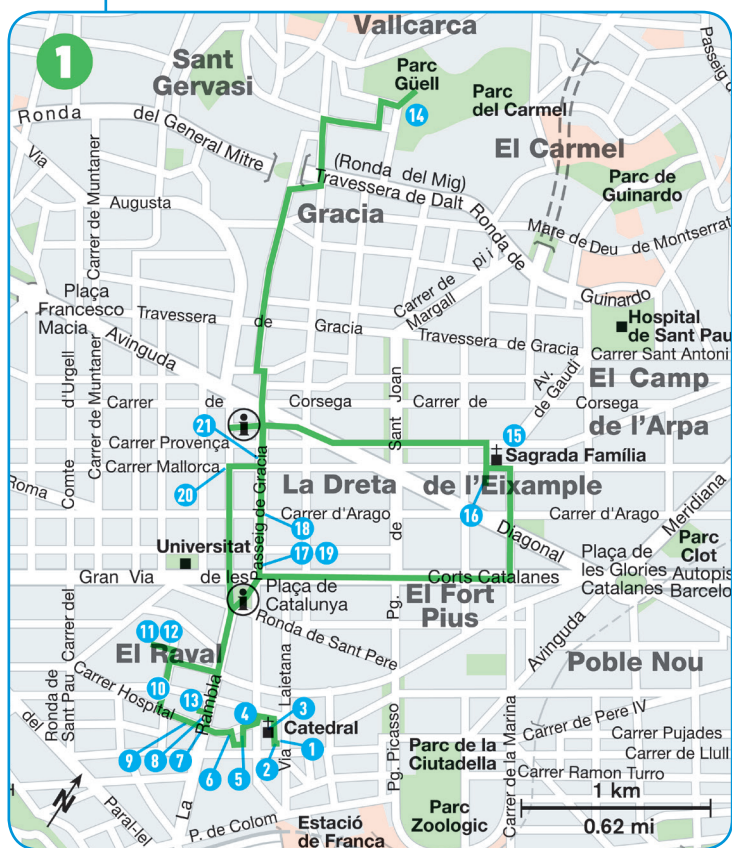 1
Vallcarca
Passeig d
Sant
Gervasi
Parc
Güell
Parc
del Carmel
14
Ronda
del General Mitre
El Carmel
(Ronda del Mig)
Travessera de Dalt
Ronda de
Parc de
Guinardo
Via
Augusta
Carrer de Muntaner
Gracia
Mare de Deu de Montserrat
pi i
Carrer de
Margall
Guinardo
Plaça
Francesco
Macia
Travessera
de
Gracia
Travessera de Gracia
Hospital
de Sant Pau
Carrer Sant Antoni
Avinguda
d'Urgell
Carrer de Muntaner
Av.
de Gaudi
El Camp
de l'Arpa
Carrer
de
Corsega
Sant Joan
Carrer de
Corsega
21
15
Carrer Provença
Sagrada Família
Carrer Mallorca
20
Comte
Roma
Passeig de Gracia
La Dreta de l'Eixample
16
18
Carrer d'Arago
de
Carrer d'Arago
Meridiana
Diagonal
Universitat
17 19
Plaça de
les Glories
Catalanes
Parc
Clot
Autopis
Barcelo
Gran Via
de les
Corts Catalanes
Plaça de
Catalunya
El Fort
Pius
Pg.
Ronda de Sant Pere
Carrer del
11 12
El Raval
Avinguda
Poble Nou
Laietana
Rambla
10
Carrer Hospital
13
4
3
Catedral
Ronda de
Sant Pau
del
9
8
7
6
5
2
1
Via
Pg. Picasso
Parc de la
Ciutadella
Carrer de la Marina
Carrer de Pere IV
Carrer Pujades
Carrer de Llull
Carrer Ramon Turro
N
Paral-lel
La
P. de Colom
Estació
de França
Parc
Zoologic
1 km
0.62 mi